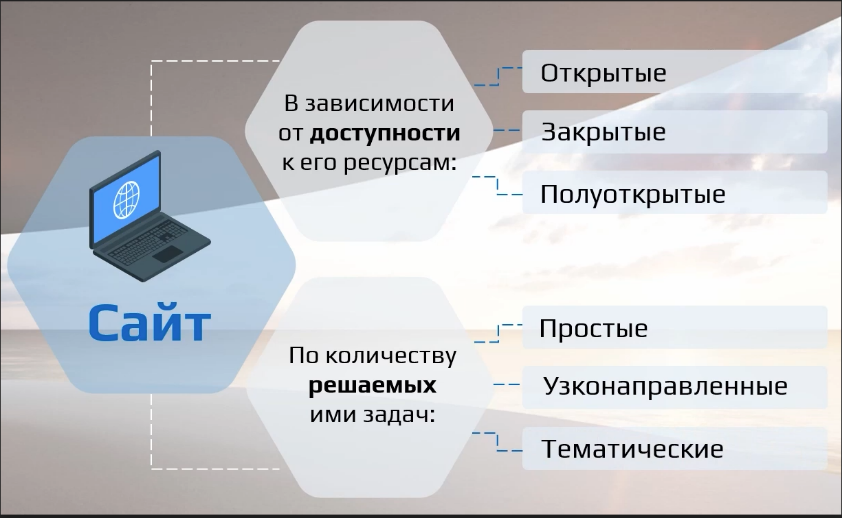 Сайт
В зависимости
от доступности
к его ресурсам:
Открытые
Закрытые
Полуоткрытые
По количеству
решаемых
ими задач:
Простые
Узконаправленные
Тематические